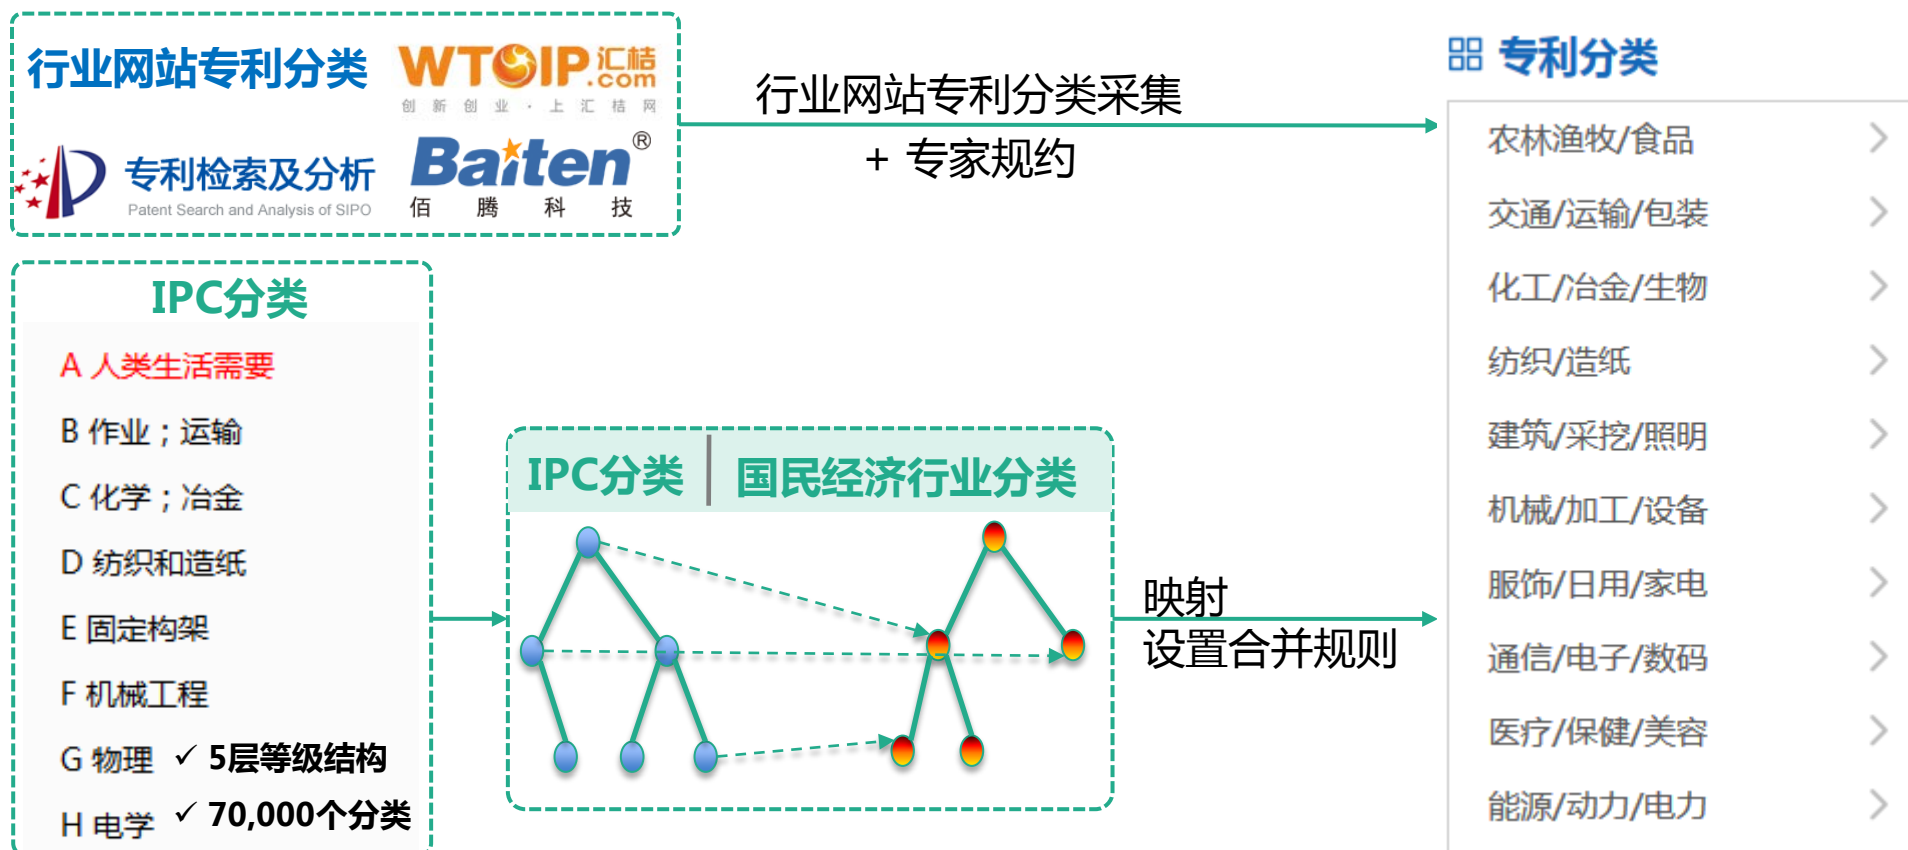 行业网站专利分类
WTOIP.com 汇桔
创新创业·上汇桔网
专利检索及分析
Patent Search and Analysis of SIPO
Baiten®
佰腾科技
行业网站专利分类采集
+ 专家规约
IPC分类
A 人类生活需要
B 作业；运输
C 化学；冶金
D 纺织和造纸
E 固定构架
F 机械工程
G 物理
✓ 5层等级结构
H 电学
✓ 70,000个分类
IPC分类 | 国民经济行业分类
映射
设置合并规则
专利分类
农林渔牧/食品
交通/运输/包装
化工/冶金/生物
纺织/造纸
建筑/采挖/照明
机械/加工/设备
服饰/日用/家电
通信/电子/数码
医疗/保健/美容
能源/动力/电力